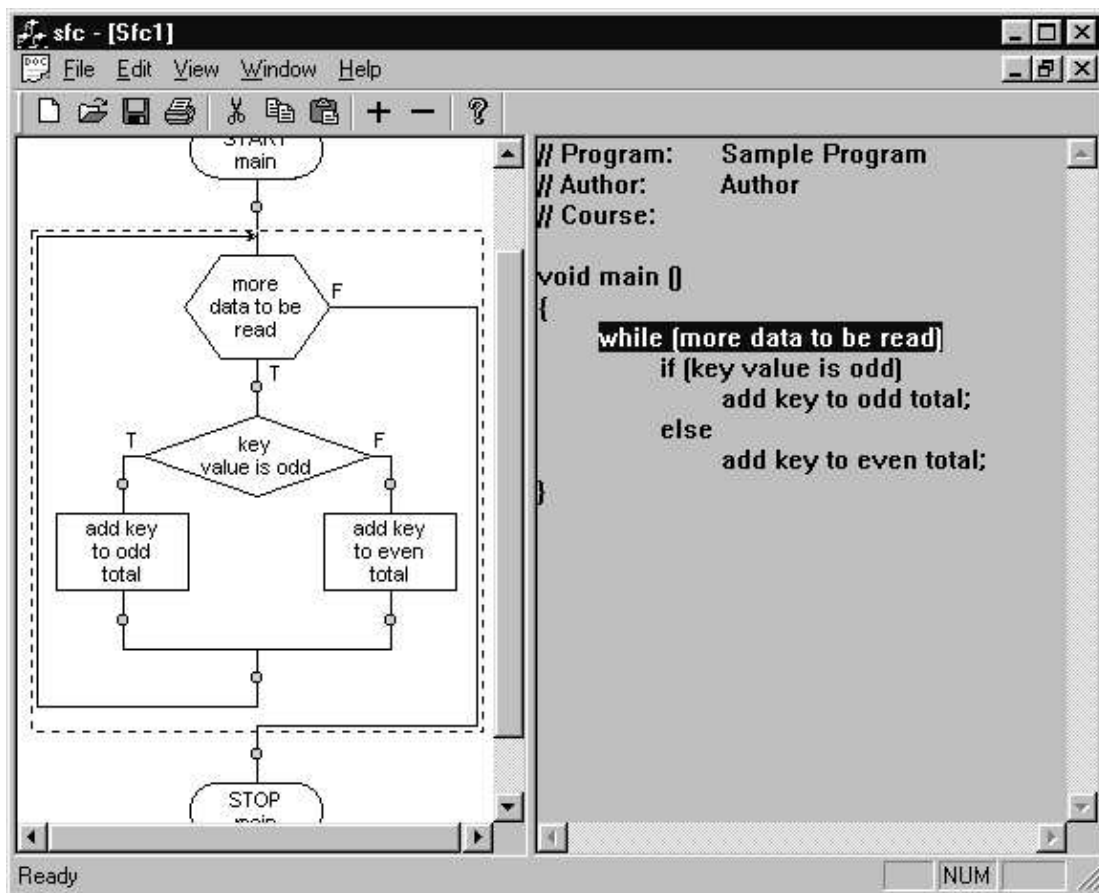 sfc - [Sfc1]
File Edit View Window Help
START
main
more
data to be
read
F
T
key
value is odd
T
F
add key
to odd
total
add key
to even
total
STOP
main
// Program: Sample Program
// Author: Author
// Course:
void main ()
{
while (more data to be read)
if (key value is odd)
add key to odd total;
else
add key to even total;
}
Ready
NUM